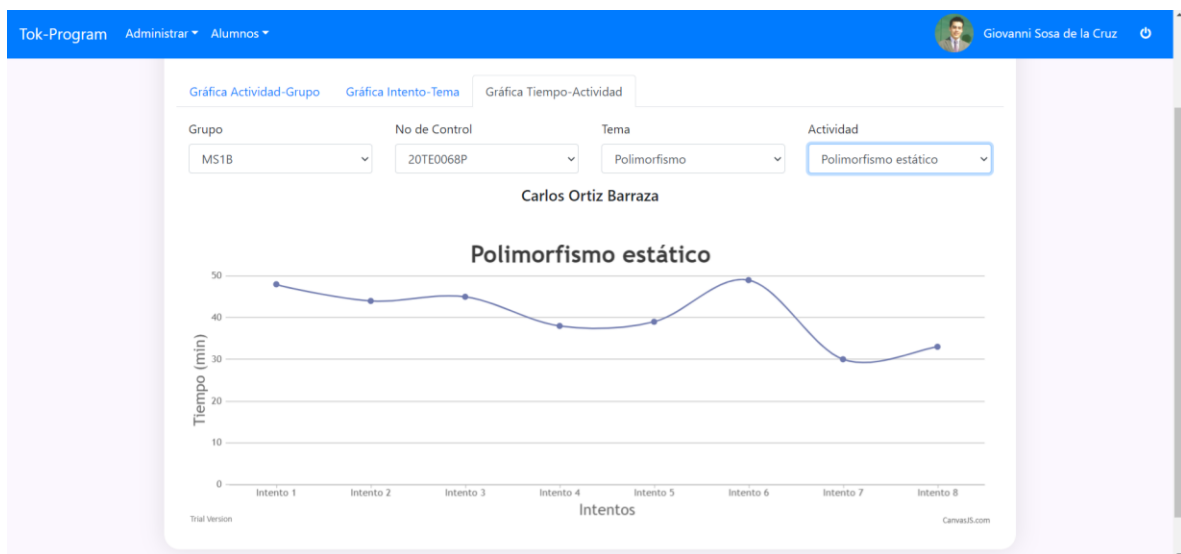 Tok-Program Administrar Alumnos Giovanni Sosa de la Cruz
Gráfica Actividad-Grupo Gráfica Intento-Tema Gráfica Tiempo-Actividad
Grupo No de Control Tema Actividad
MS1B 20TE0068P Polimorfismo Polimorfismo estático
Carlos Ortiz Barraza
Polimorfismo estático
Tiempo (min)
50
40
30
20
10
0
Intento 1 Intento 2 Intento 3 Intento 4 Intento 5 Intento 6 Intento 7 Intento 8
Intentos
Trial Version CanvasJS.com